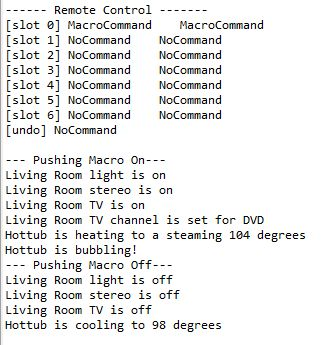 ------ Remote Control -------
[slot 0] MacroCommand    MacroCommand
[slot 1] NoCommand    NoCommand
[slot 2] NoCommand    NoCommand
[slot 3] NoCommand    NoCommand
[slot 4] NoCommand    NoCommand
[slot 5] NoCommand    NoCommand
[slot 6] NoCommand    NoCommand
[undo] NoCommand

--- Pushing Macro On---
Living Room light is on
Living Room stereo is on
Living Room TV is on
Living Room TV channel is set for DVD
Hottub is heating to a steaming 104 degrees
Hottub is bubbling!
--- Pushing Macro Off---
Living Room light is off
Living Room stereo is off
Living Room TV is off
Hottub is cooling to 98 degrees